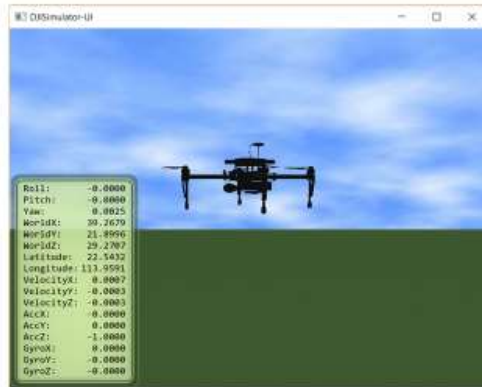 DJISimulator-UI
Roll: -0.0000
Pitch: -0.0000
Yaw: 0.0025
WorldX: 39.2679
WorldY: 21.8996
WorldZ: 29.2707
Latitude: 22.5432
Longitude: 113.9591
VelocityX: 0.0007
VelocityY: -0.0003
VelocityZ: -0.0003
AccX: -0.0000
AccY: 0.0000
AccZ: -1.0000
GyroX: 0.0000
GyroY: -0.0000
GyroZ: -0.0000